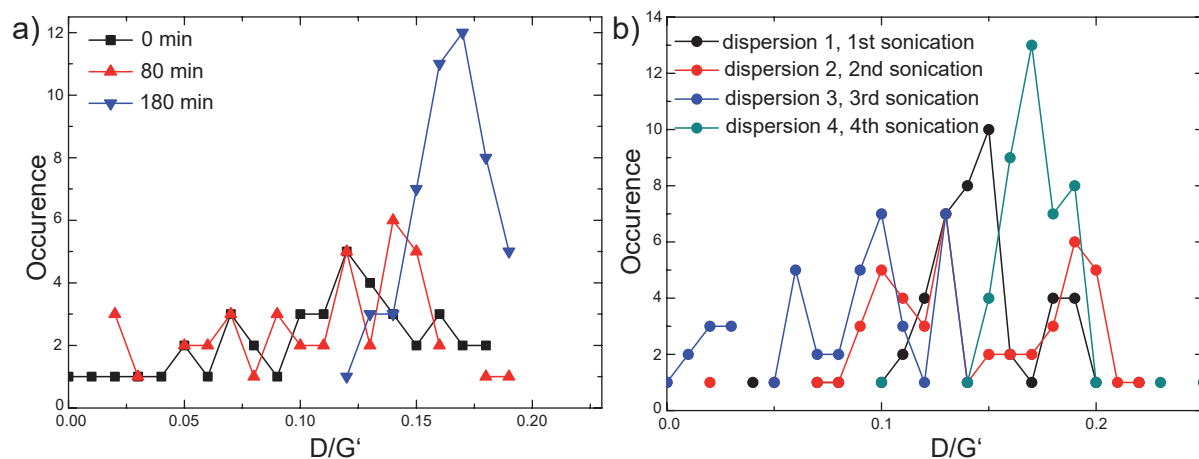 a)
0 min
80 min
180 min
12
10
8
6
4
2
0
Occurence
0.00
0.05
0.10
0.15
0.20
D/G‘
b)
dispersion 1, 1st sonication
dispersion 2, 2nd sonication
dispersion 3, 3rd sonication
dispersion 4, 4th sonication
14
12
10
8
6
4
2
0
Occurence
0.0
0.1
0.2
D/G‘